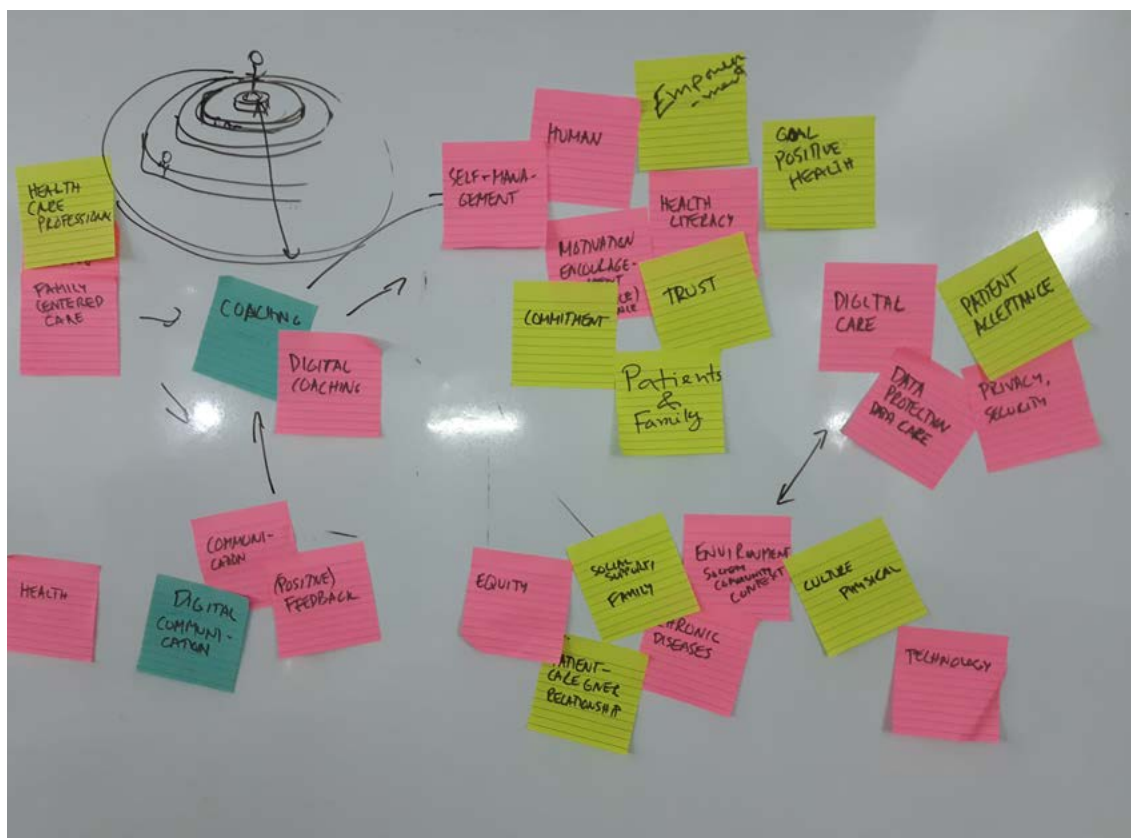 HEALTH
CARE
PROFESSIONAL
FAMILY
CENTERED
CARE
COACHING
DIGITAL
COACHING
SELF-MANA-
GEMENT
HUMAN
Empower
-ment
GOAL
POSITIVE
HEALTH
HEALTH
LITERACY
MOTIVATION
ENCOURAGE-
MENT
TRUST
COMMITMENT
Patients
&
Family
DIGITAL
CARE
PATIENT
ACCEPTANCE
DATA
PROTECTION
DATA CARE
PRIVACY,
SECURITY
HEALTH
COMMUNI-
CATION
(POSITIVE)
FEEDBACK
DIGITAL
COMMUNI-
CATION
EQUITY
SOCIAL
SUPPORT/
FAMILY
ENVIRONMENT
COMMUNITY
CONTEXT
CULTURE
PHYSICAL
CHRONIC
DISEASES
PATIENT-
CAREGIVER
RELATIONSHIP
TECHNOLOGY